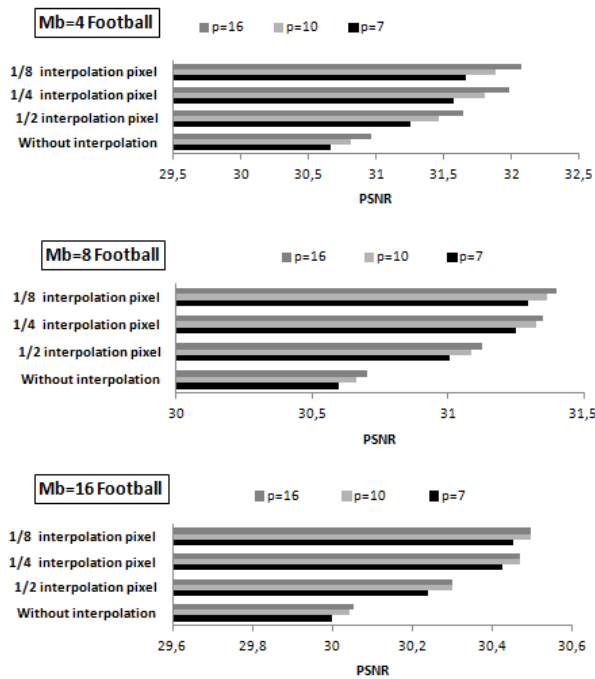 Mb=4 Football
p=16 p=10 p=7
1/8 interpolation pixel
1/4 interpolation pixel
1/2 interpolation pixel
Without interpolation
29,5 30 30,5 31 31,5 32 32,5
PSNR
Mb=8 Football
p=16 p=10 p=7
1/8 interpolation pixel
1/4 interpolation pixel
1/2 interpolation pixel
Without interpolation
30 30,5 31 31,5
PSNR
Mb=16 Football
p=16 p=10 p=7
1/8 interpolation pixel
1/4 interpolation pixel
1/2 interpolation pixel
Without interpolation
29,6 29,8 30 30,2 30,4 30,6
PSNR